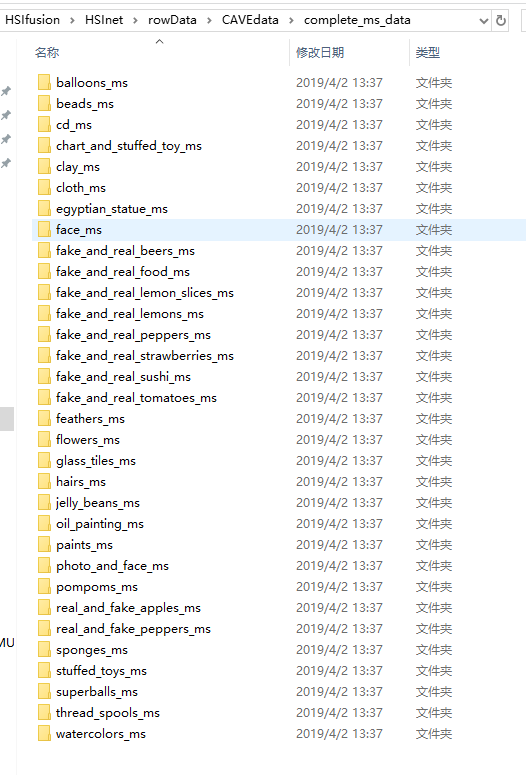 HSIfusion > HSInet > rowData > CAVEdata > complete_ms_data
名称 修改日期 类型
balloons_ms 2019/4/2 13:37 文件夹
beads_ms 2019/4/2 13:37 文件夹
cd_ms 2019/4/2 13:37 文件夹
chart_and_stuffed_toy_ms 2019/4/2 13:37 文件夹
clay_ms 2019/4/2 13:37 文件夹
cloth_ms 2019/4/2 13:37 文件夹
egyptian_statue_ms 2019/4/2 13:37 文件夹
face_ms 2019/4/2 13:37 文件夹
fake_and_real_beers_ms 2019/4/2 13:37 文件夹
fake_and_real_food_ms 2019/4/2 13:37 文件夹
fake_and_real_lemon_slices_ms 2019/4/2 13:37 文件夹
fake_and_real_lemons_ms 2019/4/2 13:37 文件夹
fake_and_real_peppers_ms 2019/4/2 13:37 文件夹
fake_and_real_strawberries_ms 2019/4/2 13:37 文件夹
fake_and_real_sushi_ms 2019/4/2 13:37 文件夹
fake_and_real_tomatoes_ms 2019/4/2 13:37 文件夹
feathers_ms 2019/4/2 13:37 文件夹
flowers_ms 2019/4/2 13:37 文件夹
glass_tiles_ms 2019/4/2 13:37 文件夹
hairs_ms 2019/4/2 13:37 文件夹
jelly_beans_ms 2019/4/2 13:37 文件夹
oil_painting_ms 2019/4/2 13:37 文件夹
paints_ms 2019/4/2 13:37 文件夹
photo_and_face_ms 2019/4/2 13:37 文件夹
pompoms_ms 2019/4/2 13:37 文件夹
real_and_fake_apples_ms 2019/4/2 13:37 文件夹
real_and_fake_peppers_ms 2019/4/2 13:37 文件夹
MU
sponges_ms 2019/4/2 13:37 文件夹
stuffed_toys_ms 2019/4/2 13:37 文件夹
superballs_ms 2019/4/2 13:37 文件夹
thread_spools_ms 2019/4/2 13:37 文件夹
watercolors_ms 2019/4/2 13:37 文件夹